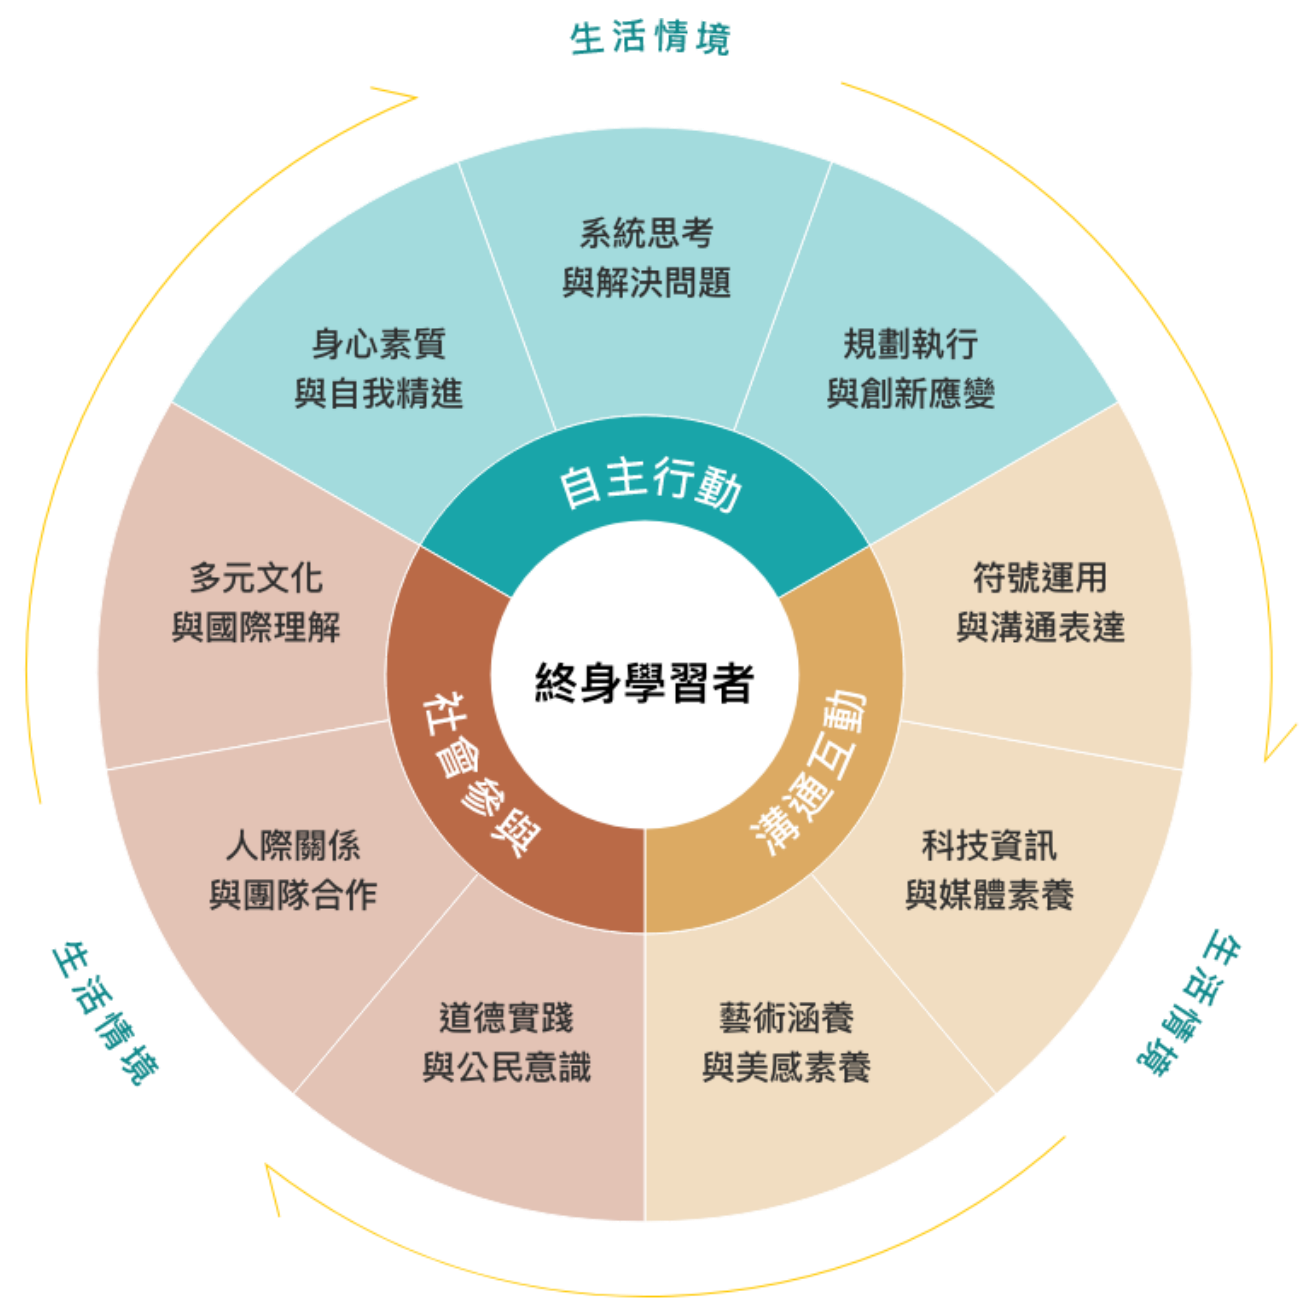 生活情境
系統思考
與解決問題
身心素質
與自我精進
規劃執行
與創新應變
自主行動
多元文化
與國際理解
符號運用
與溝通表達
終身學習者
社會參與
溝通互動
人際關係
與團隊合作
科技資訊
與媒體素養
生活情境
生活情境
道德實踐
與公民意識
藝術涵養
與美感素養